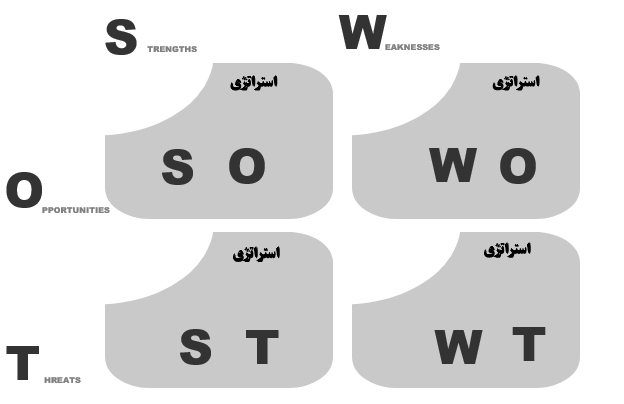 STRENGTHS
WEAKNESSES
استراتژی
استراتژی
S O
W O
OPPORTUNITIES
استراتژی
استراتژی
S T
W T
THREATS